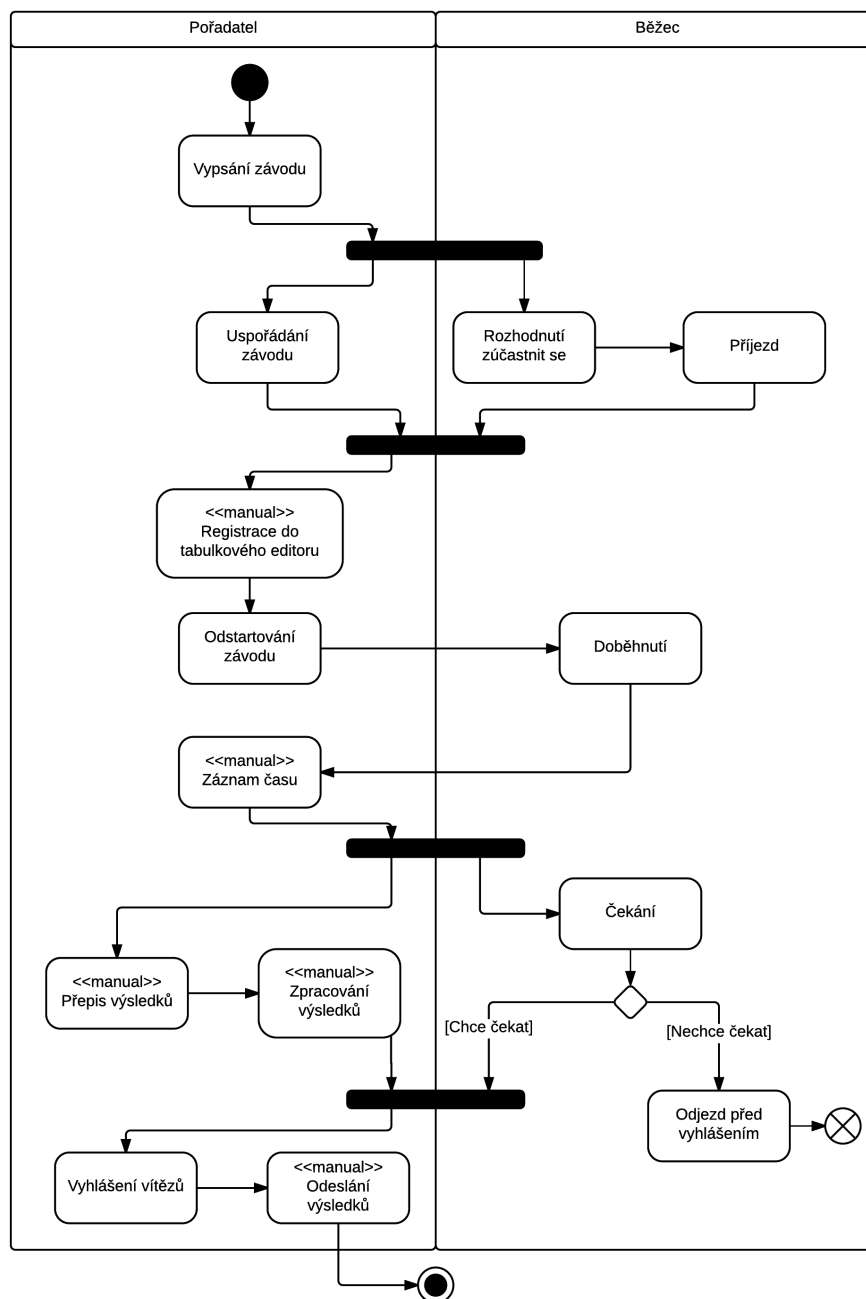 Pořadatel
Běžec
Vypsání závodu
Uspořádání
závodu
Rozhodnutí
zúčastnit se
Příjezd
<<manual>>
Registrace do
tabulkového editoru
Odstartování
závodu
Doběhnutí
<<manual>>
Záznam času
Čekání
<<manual>>
Přepis výsledků
<<manual>>
Zpracování
výsledků
[Chce čekat]
[Nechce čekat]
Odjezd před
vyhlášením
Vyhlášení vítězů
<<manual>>
Odeslání
výsledků